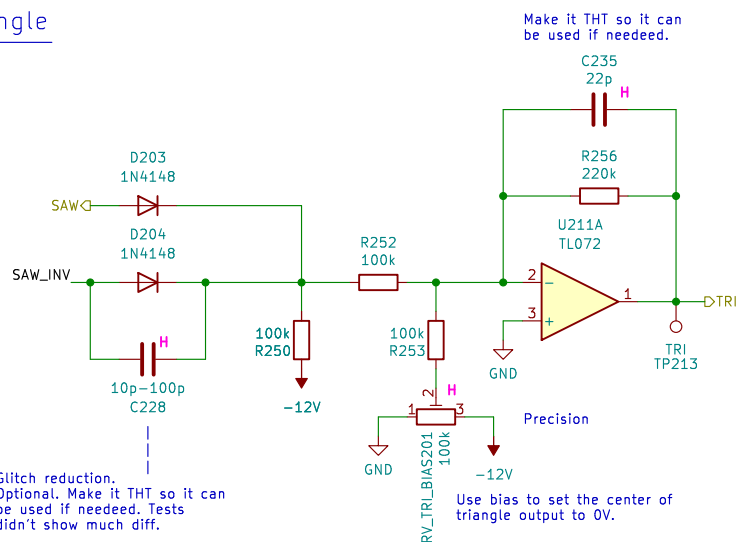 ngle
Make it THT so it can
be used if needeed.
C235
22p
H
R256
220k
D203
1N4148
SAW
D204
1N4148
SAW_INV
H
10p-100p
C228
R252
100k
100k
R250
-12V
100k
R253
U211A
TL072
2
-
3
+
1
GND
TRI
TRI
TP213
H
2
1
3
RV_TRI_BIAS201
100k
GND
-12V
Precision
Glitch reduction.
Optional. Make it THT so it can
be used if needeed. Tests
didn't show much diff.
Use bias to set the center of
triangle output to 0V.